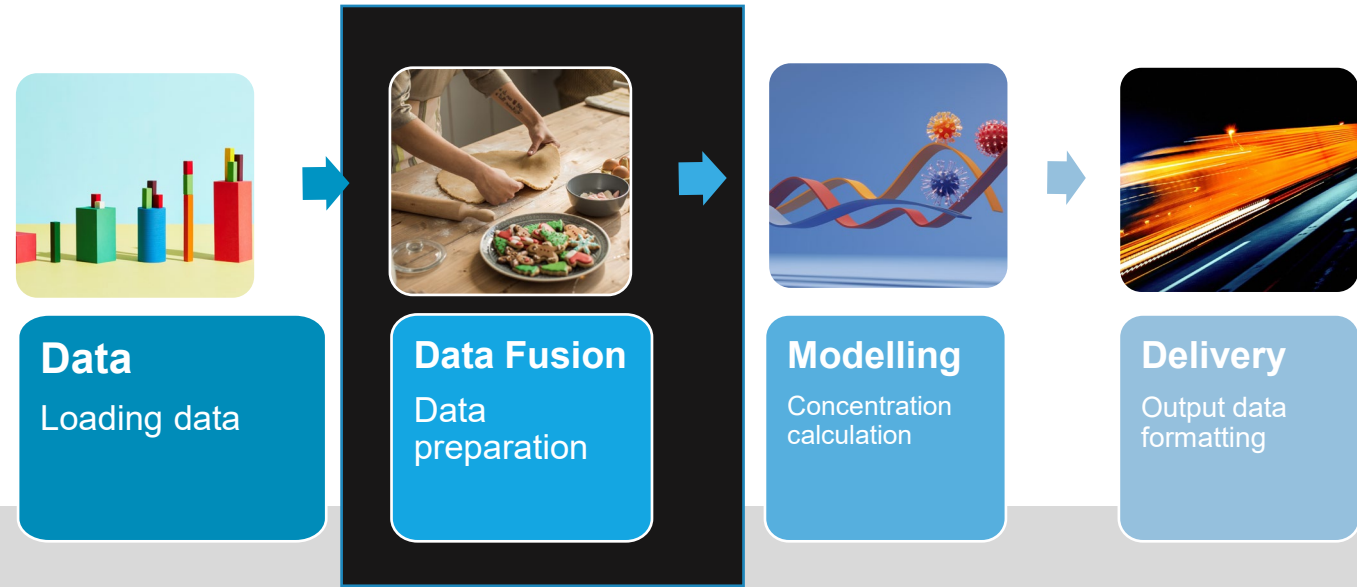 Data
Loading data
Data Fusion
Data
preparation
Modelling
Concentration
calculation
Delivery
Output data
formatting